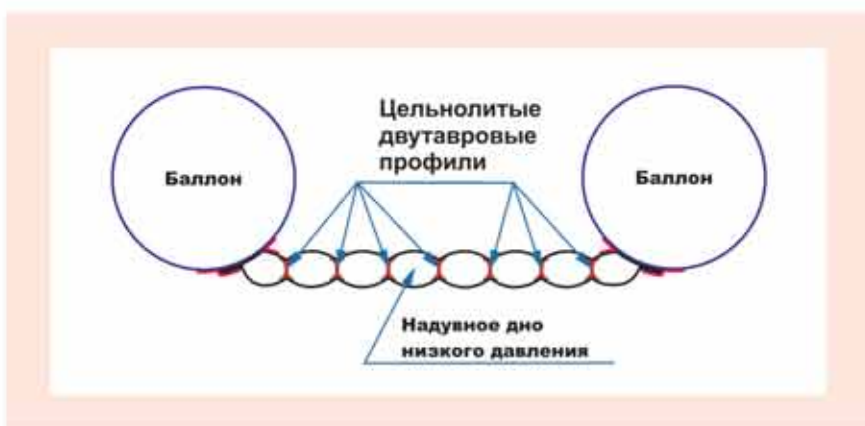 Цельнолитые
двутавровые
профили
Баллон
Баллон
Надувное дно
низкого давления